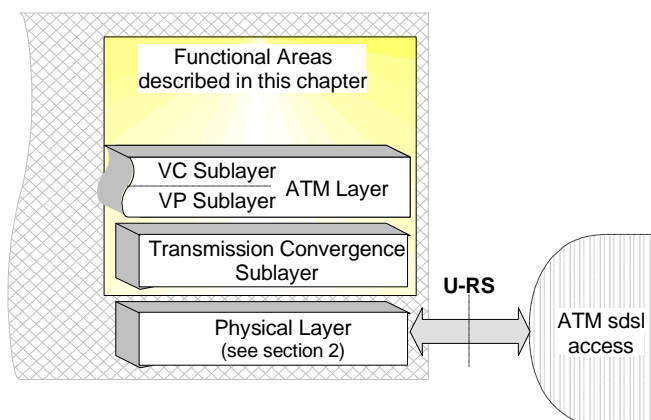 Functional Areas
described in this chapter
VC Sublayer
VP Sublayer
ATM Layer
Transmission Convergence
Sublayer
Physical Layer
(see section 2)
U-RS
ATM sdsl
access